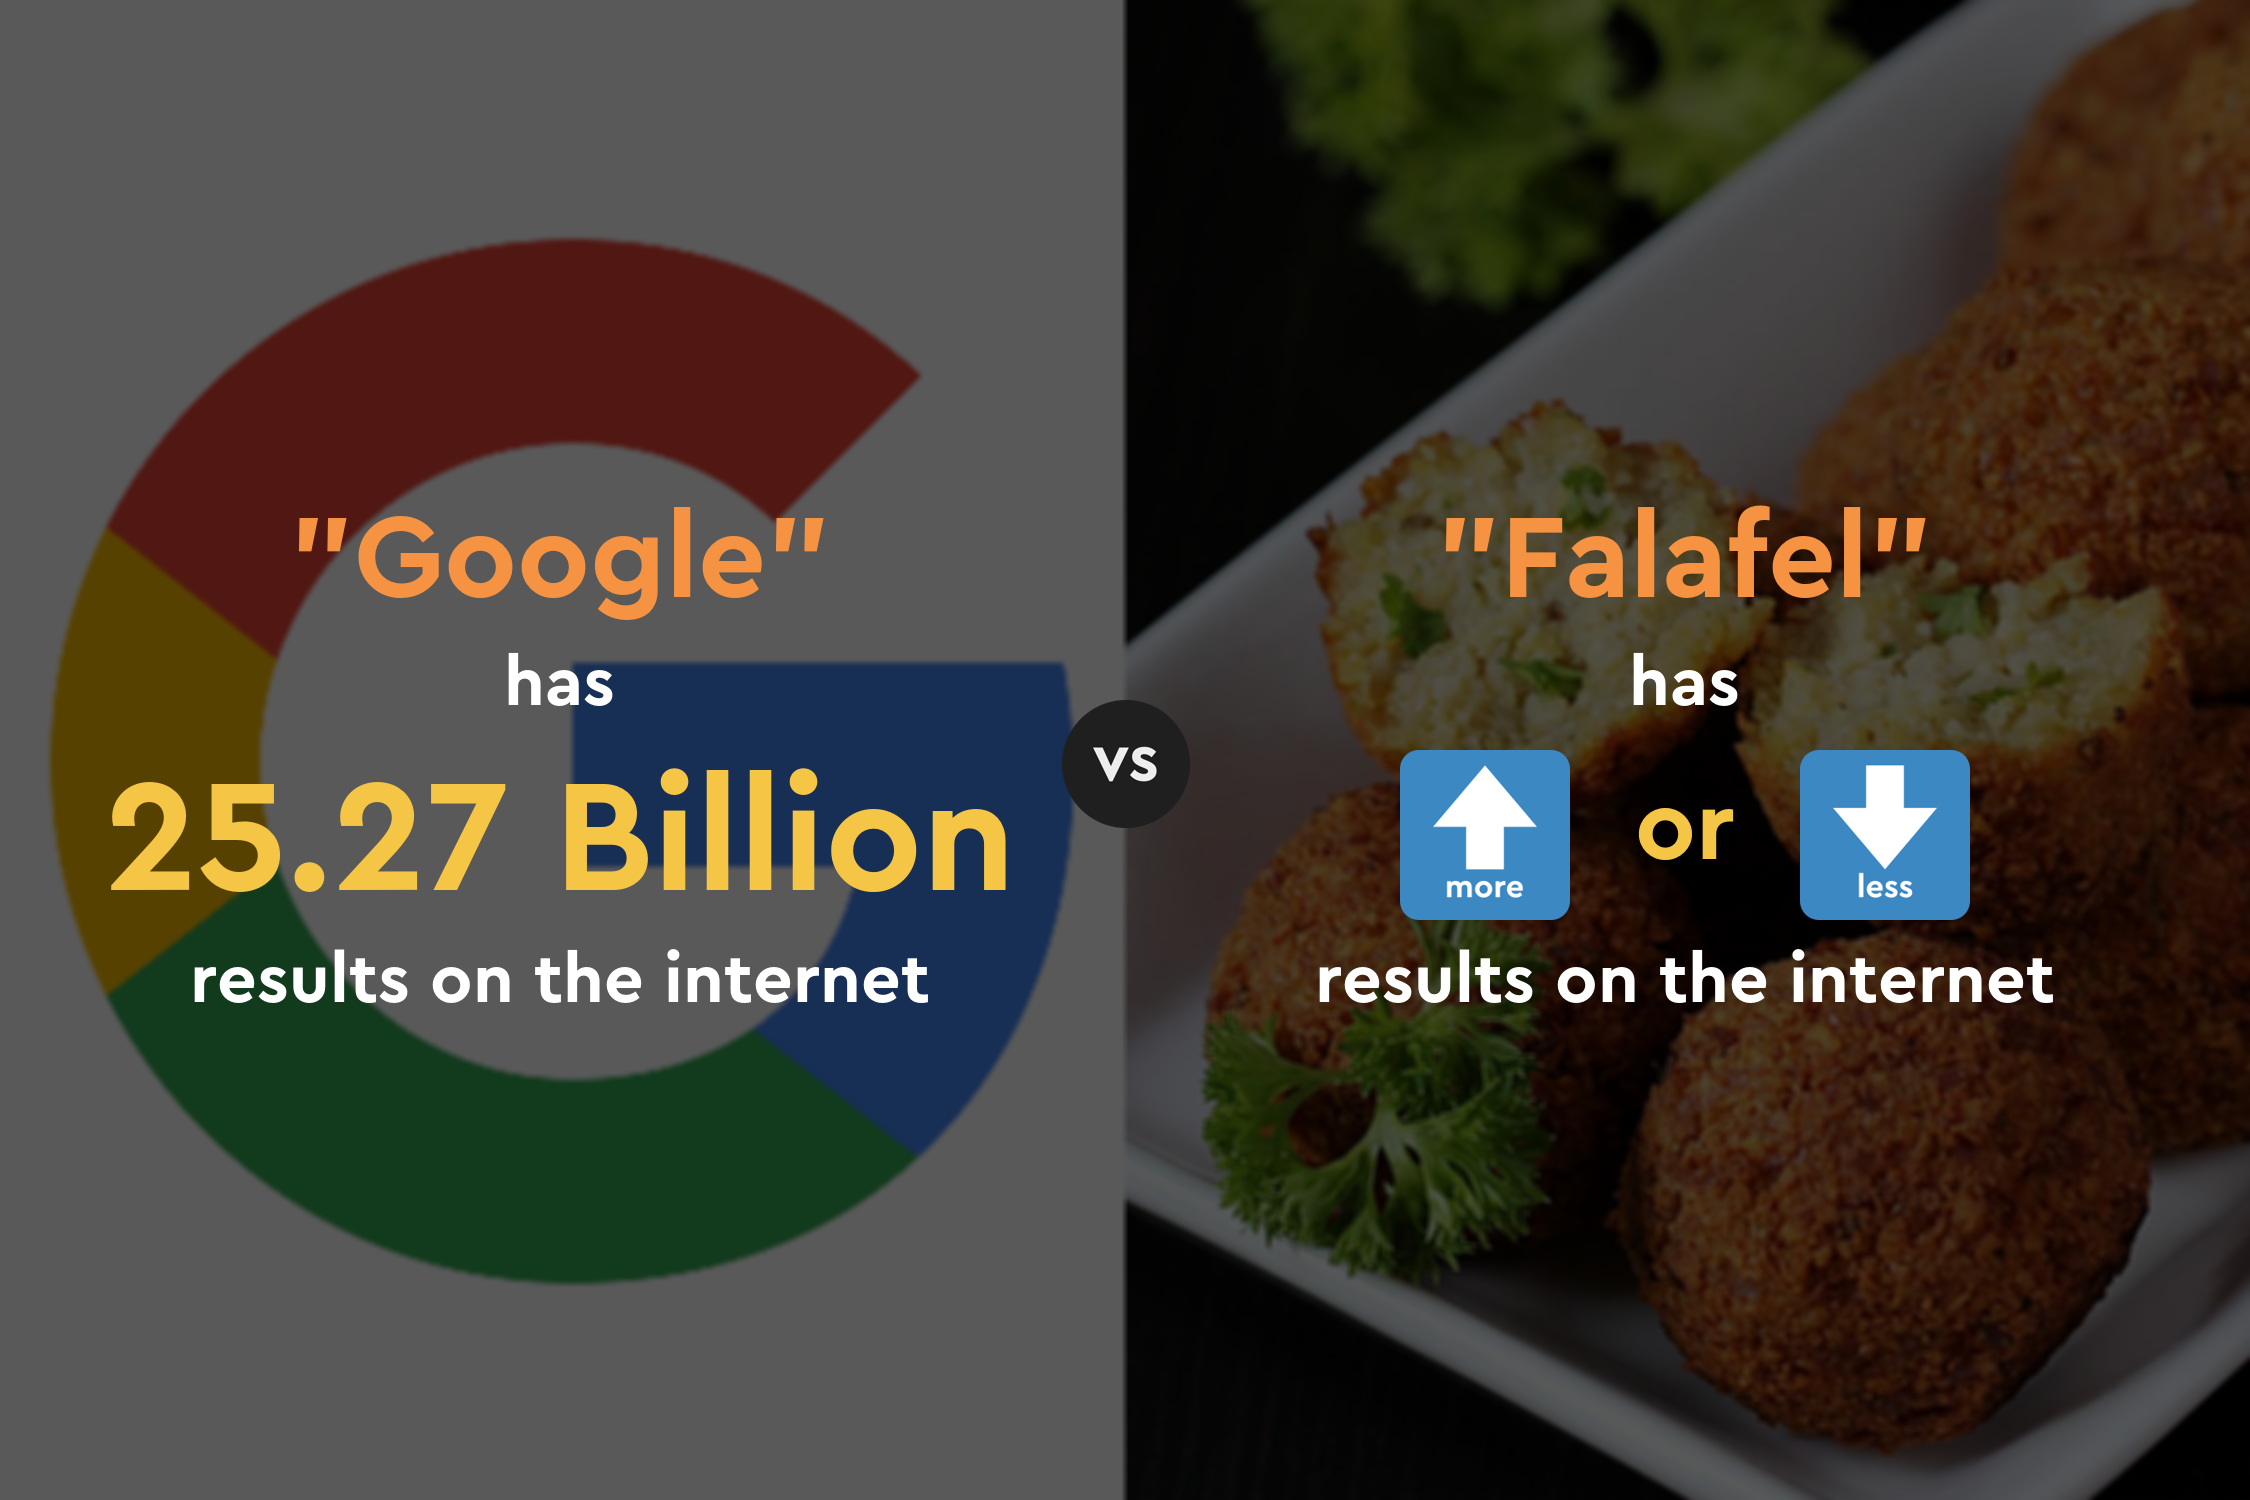 "Google"
has
25.27 Billion
results on the internet
vs
"Falafel"
has
more
or
less
results on the internet